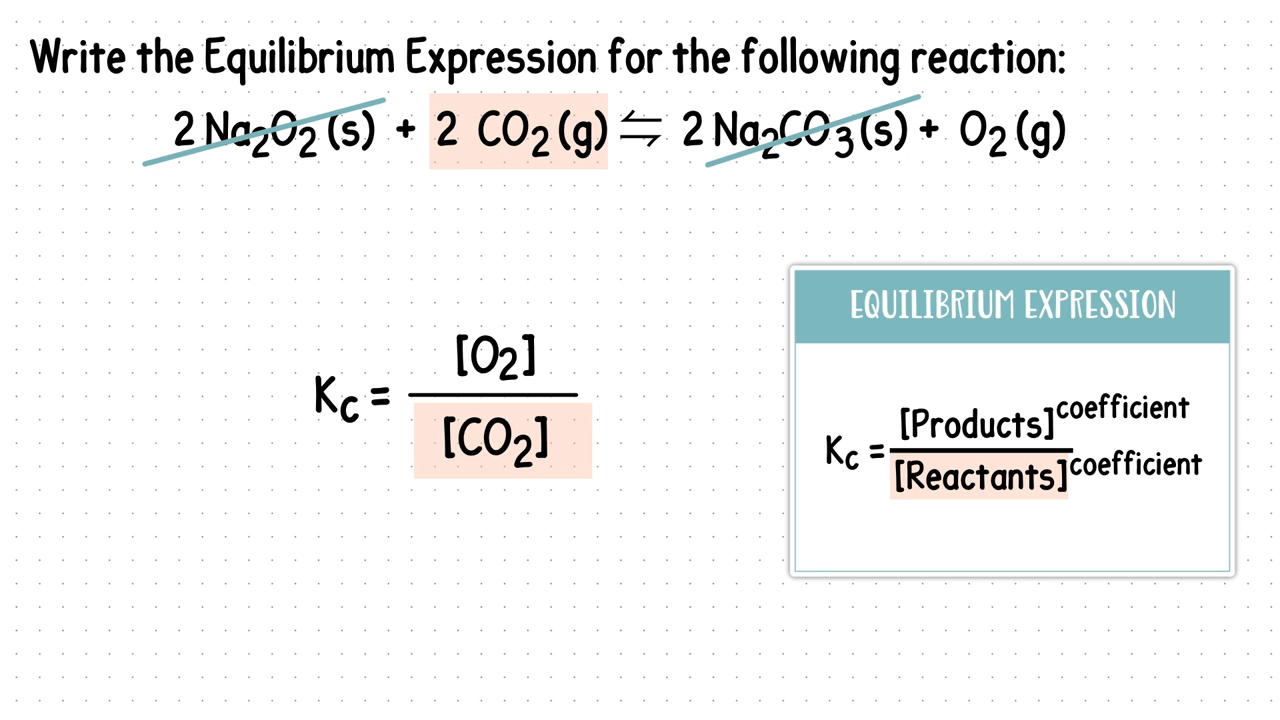 Write the Equilibrium Expression for the following reaction:
2 Na₂O₂ (s) + 2 CO₂ (g) ⇋ 2 Na₂CO₃ (s) + O₂ (g)
Kc = [O₂] / [CO₂]
EQUILIBRIUM EXPRESSION
Kc = [Products]^coefficient / [Reactants]^coefficient